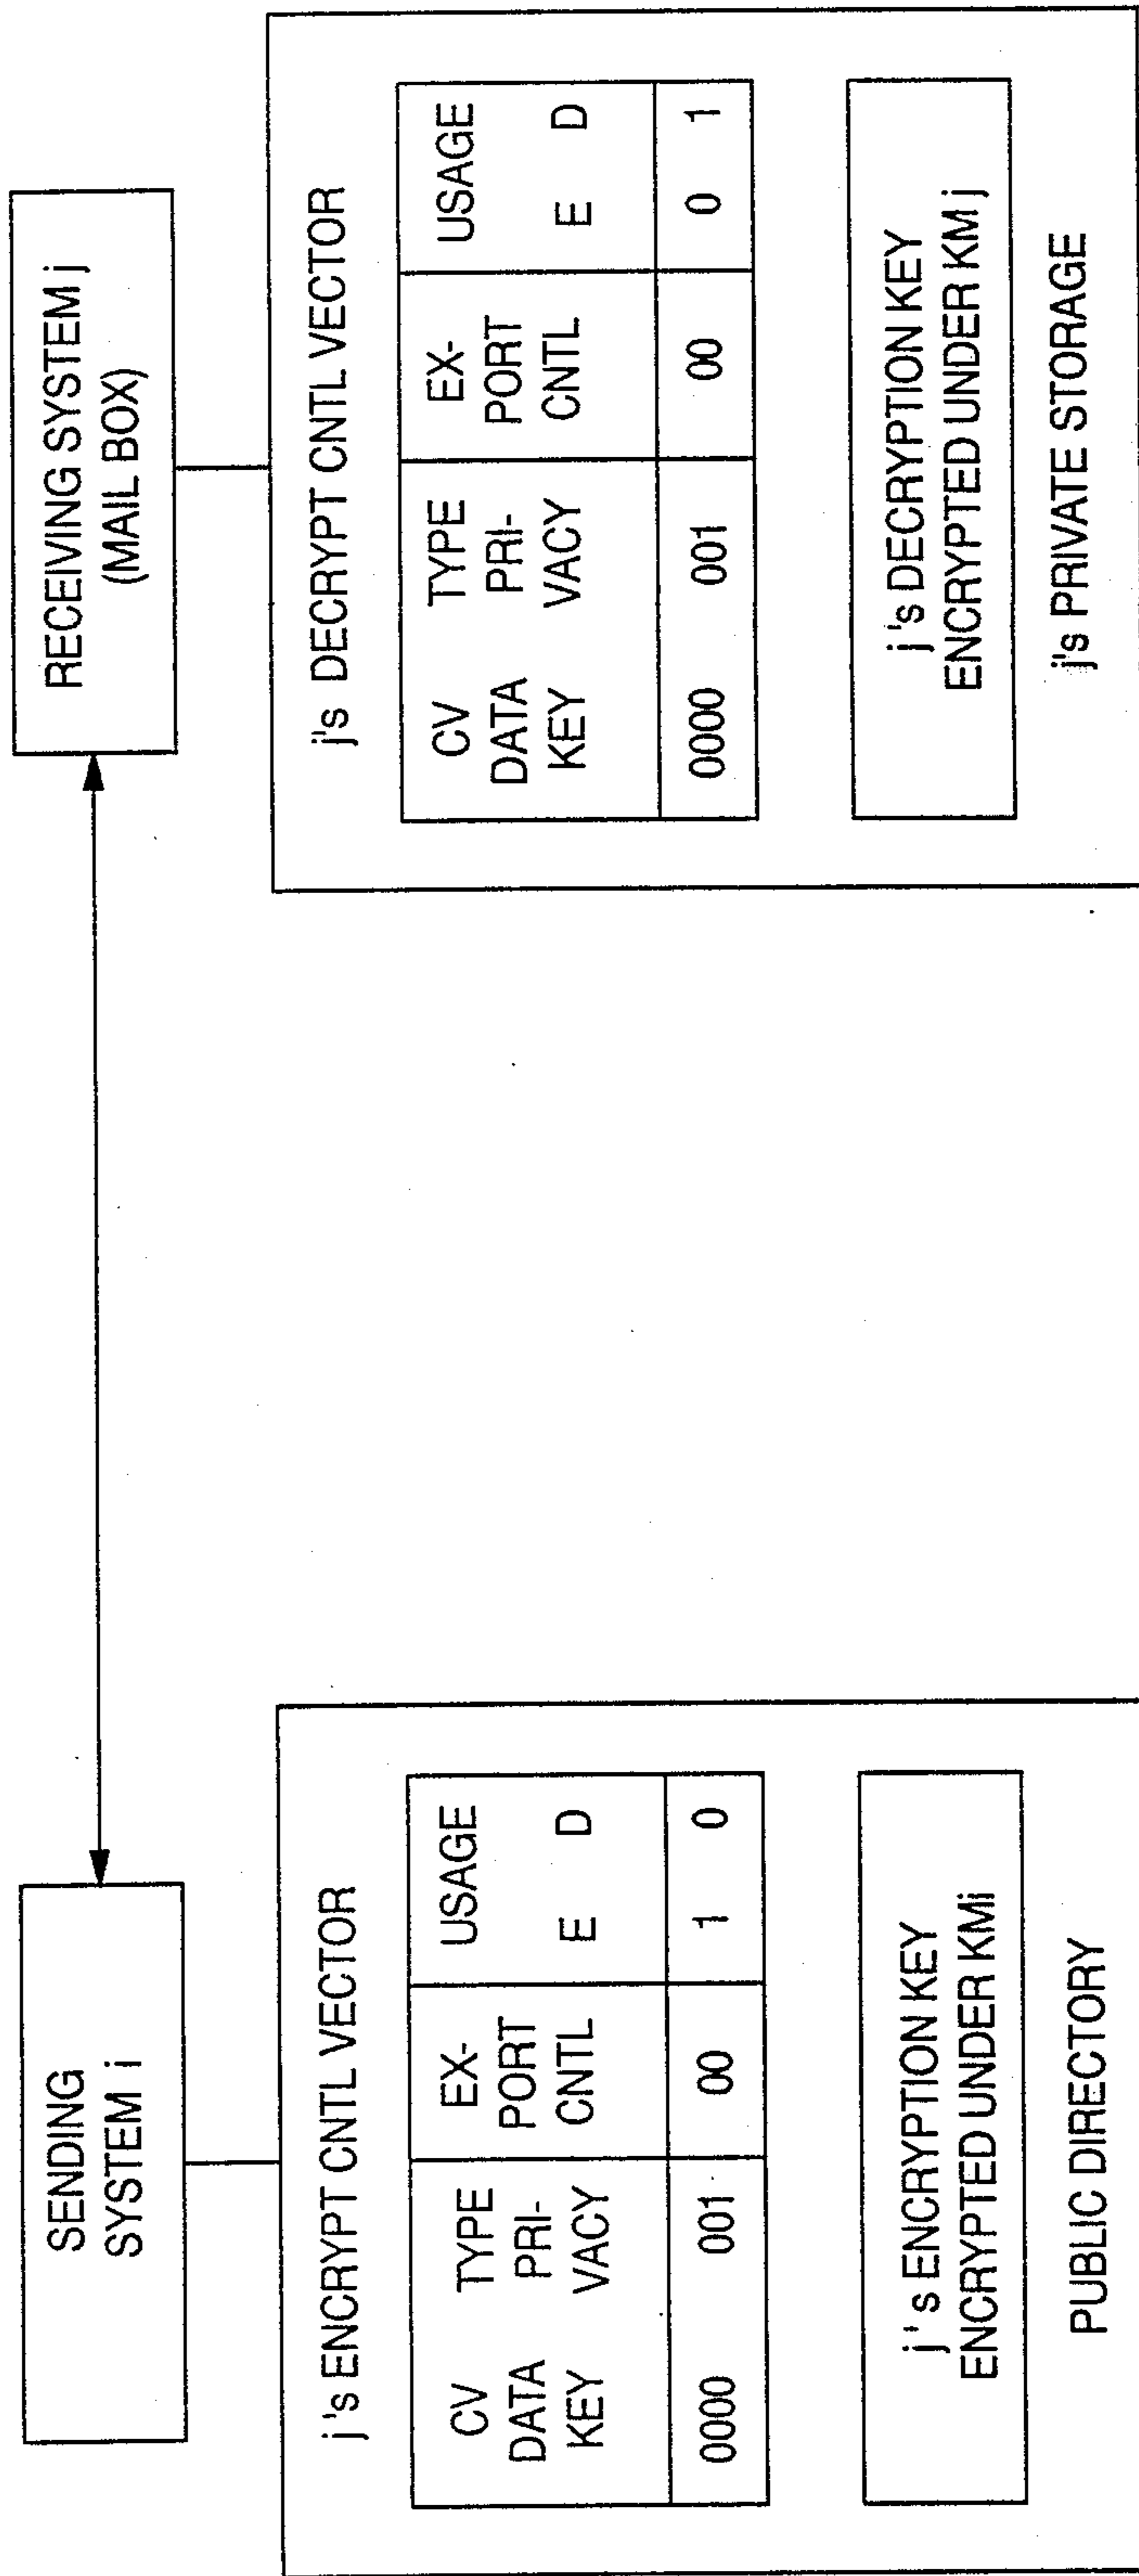 SENDING
SYSTEM i
j 's ENCRYPT CNTL VECTOR
CV TYPE EX- USAGE
DATA PRI- PORT
KEY VACY CNTL E D
0000 001 00 1 0
j ' s ENCRYPTION KEY
ENCRYPTED UNDER KMi
PUBLIC DIRECTORY
RECEIVING SYSTEM j
(MAIL BOX)
j's DECRYPT CNTL VECTOR
CV TYPE EX- USAGE
DATA PRI- PORT
KEY VACY CNTL E D
0000 001 00 0 1
j 's DECRYPTION KEY
ENCRYPTED UNDER KM j
j's PRIVATE STORAGE